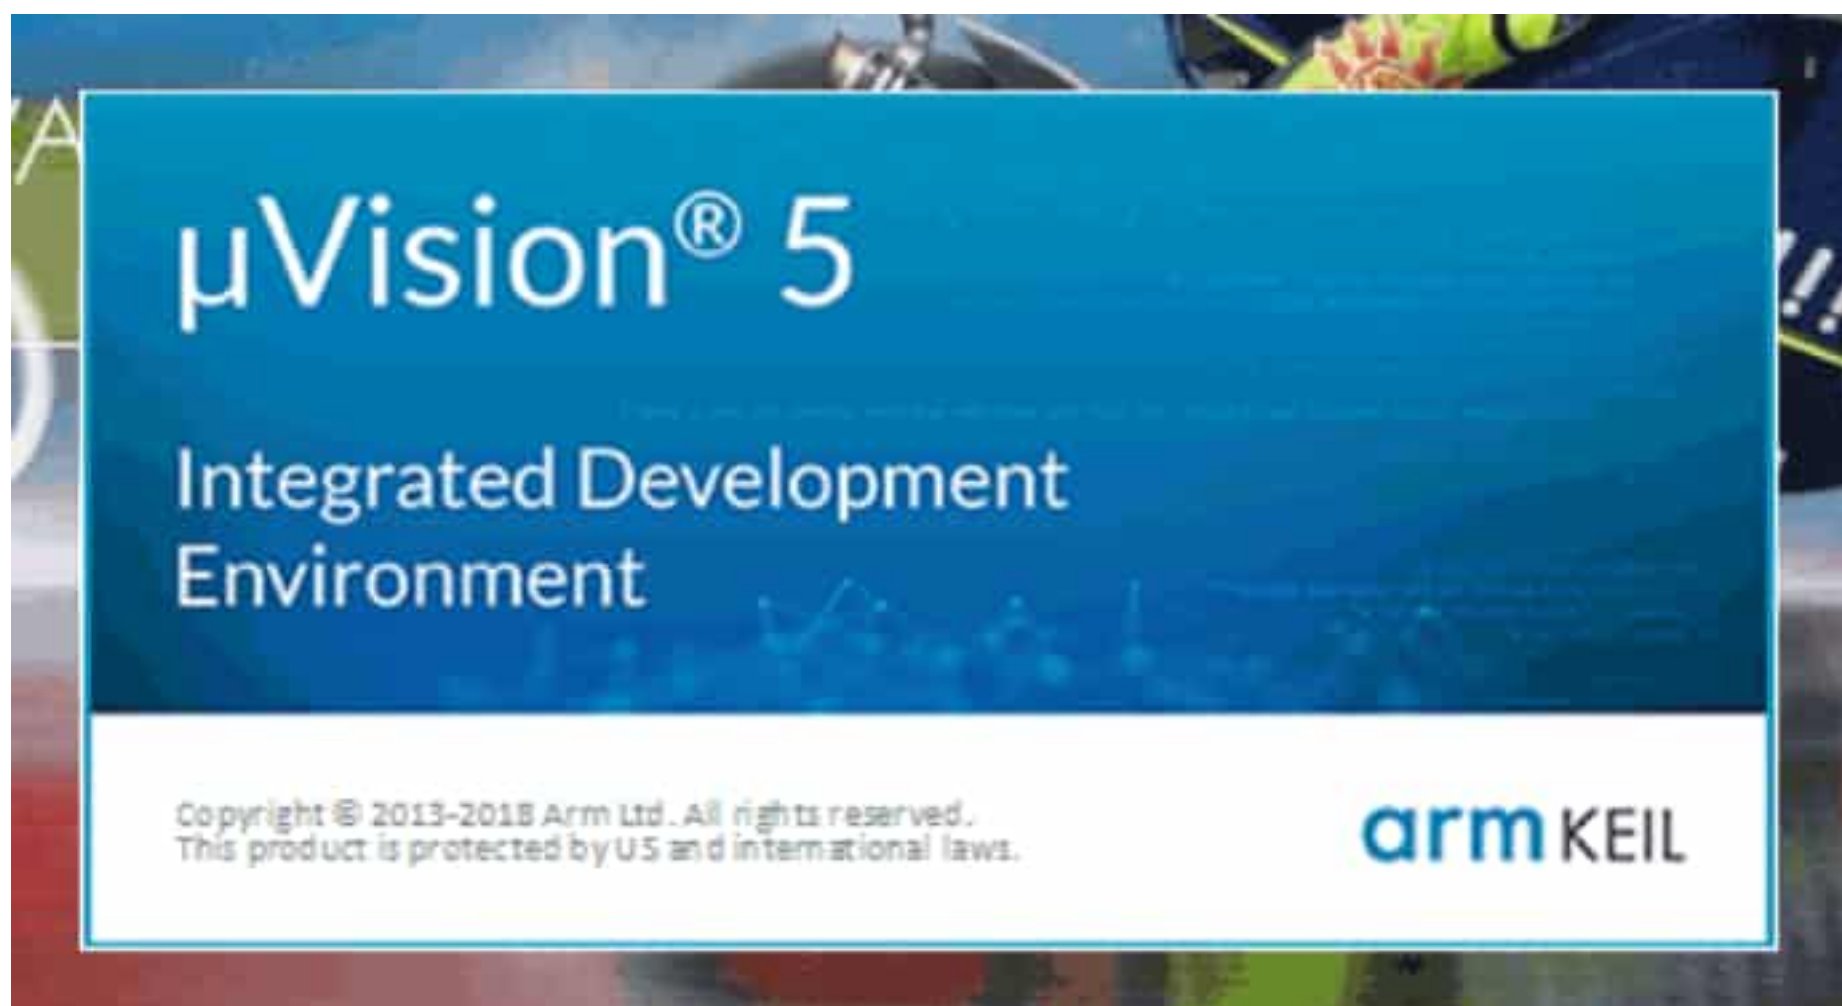 µVision® 5
Integrated Development
Environment
Copyright © 2013-2018 Arm Ltd. All rights reserved.
This product is protected by US and international laws.
arm KEIL